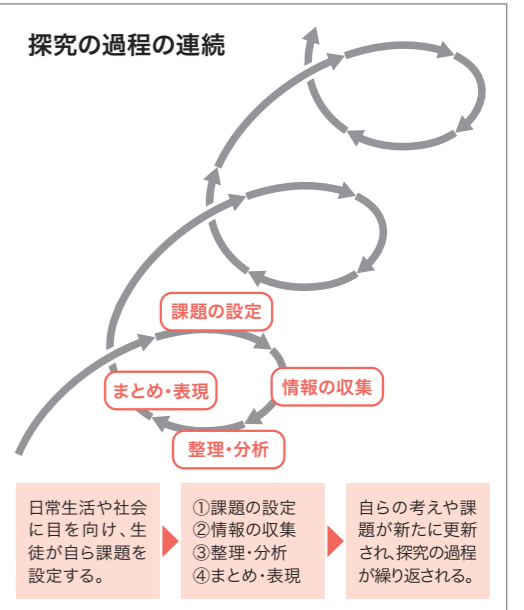 探究の過程の連続
課題の設定
情報の収集
まとめ・表現
整理・分析
日常生活や社会
に目を向け、生
徒が自ら課題を
設定する。
①課題の設定
②情報の収集
③整理・分析
④まとめ・表現
自らの考えや課
題が新たに更新
され、探究の過程
が繰り返される。